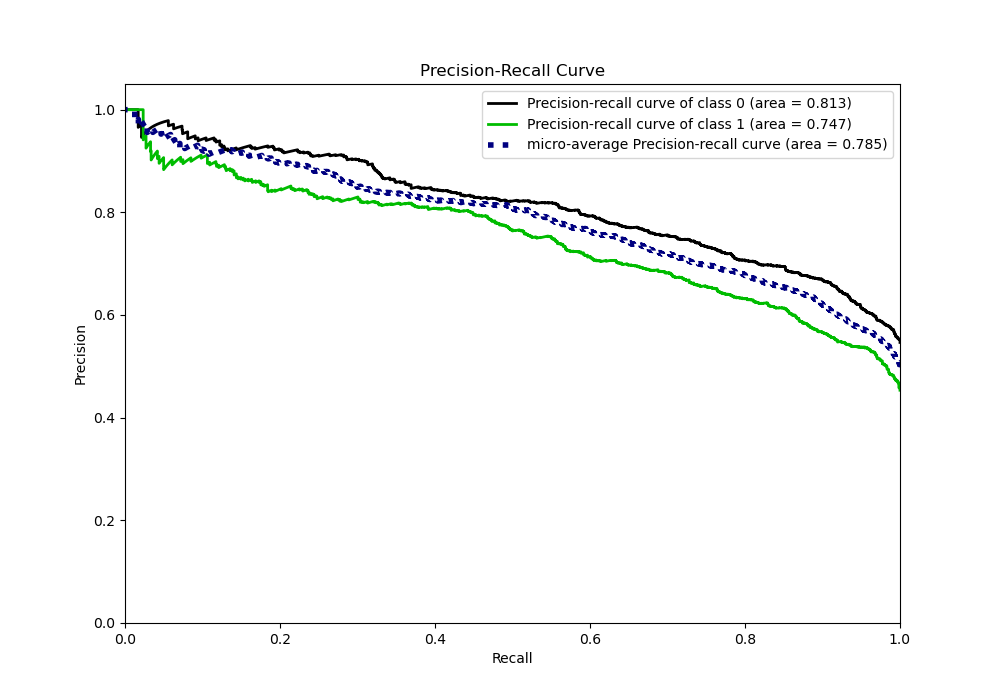 Precision-Recall Curve
Precision-recall curve of class 0 (area = 0.813)
Precision-recall curve of class 1 (area = 0.747)
micro-average Precision-recall curve (area = 0.785)
1.0
0.8
0.6
0.4
0.2
0.0
Precision
0.0 0.2 0.4 0.6 0.8 1.0
Recall